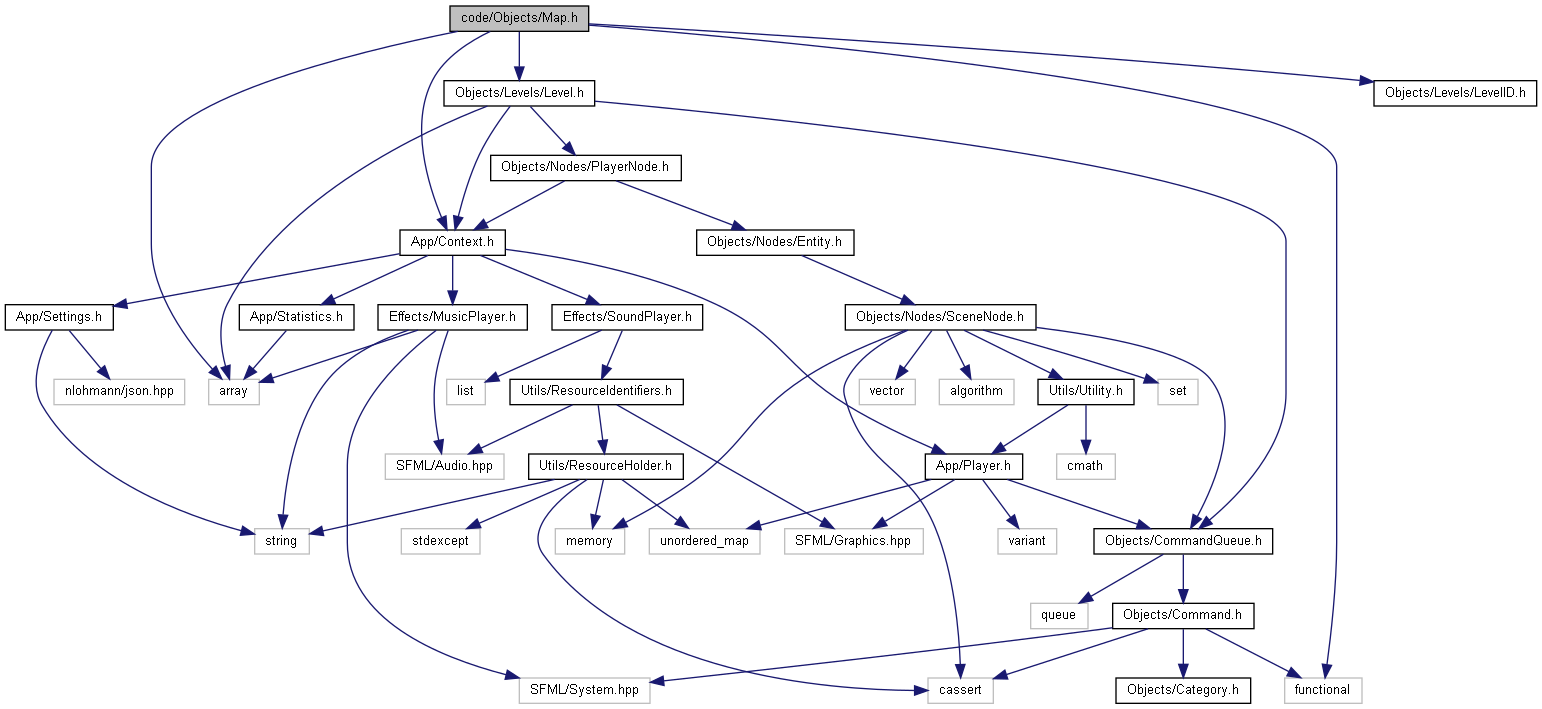 code/Objects/Map.h
Objects/Levels/Level.h
Objects/Levels/LevelID.h
Objects/Nodes/PlayerNode.h
App/Context.h
Objects/Nodes/Entity.h
App/Settings.h
App/Statistics.h
Effects/MusicPlayer.h
Effects/SoundPlayer.h
Objects/Nodes/SceneNode.h
nlohmann/json.hpp
array
list
Utils/ResourceIdentifiers.h
vector
algorithm
Utils/Utility.h
set
SFML/Audio.hpp
Utils/ResourceHolder.h
App/Player.h
cmath
string
stdexcept
memory
unordered_map
SFML/Graphics.hpp
variant
Objects/CommandQueue.h
queue
Objects/Command.h
SFML/System.hpp
cassert
Objects/Category.h
functional